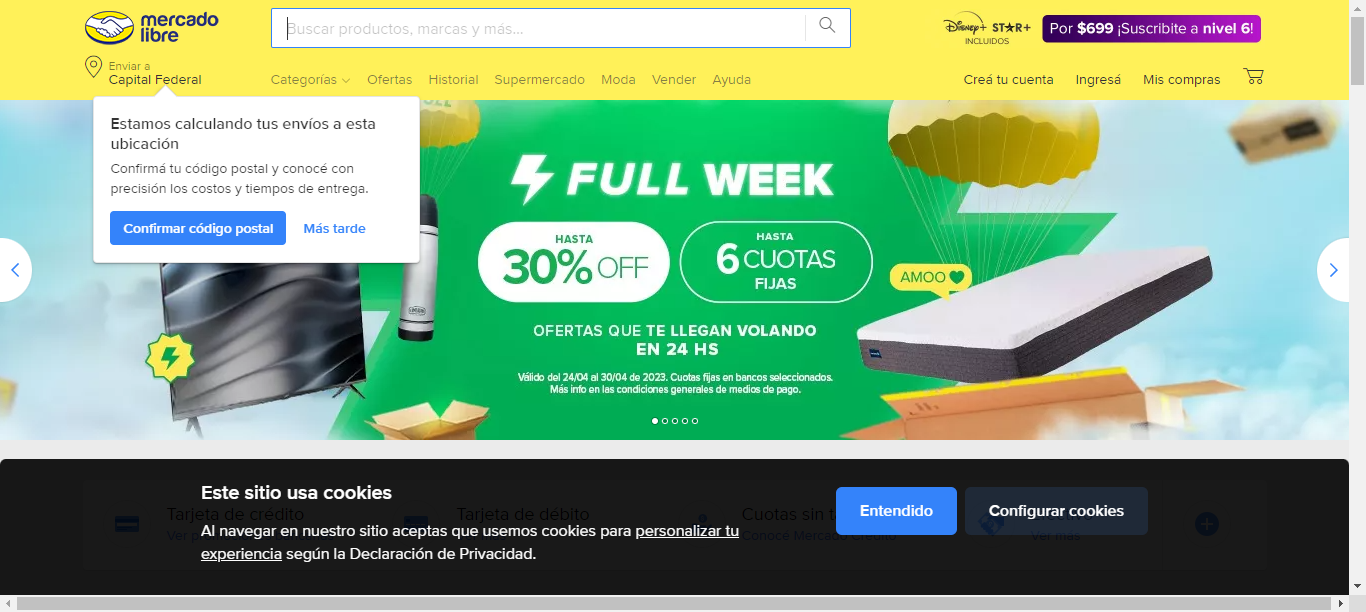 mercado
libre
Buscar productos, marcas y más...
Disney+ STAR+
INCLUIDOS
Por $699 ¡Suscribite a nivel 6!
Enviar a
Capital Federal
Categorías
Ofertas
Historial
Supermercado
Moda
Vender
Ayuda
Creá tu cuenta
Ingresá
Mis compras
Estamos calculando tus envíos a esta
ubicación
Confirmá tu código postal y conocé con
precisión los costos y tiempos de entrega.
Confirmar código postal
Más tarde
FULL WEEK
HASTA
30% OFF
HASTA
6 CUOTAS
FIJAS
AMOO
OFERTAS QUE TE LLEGAN VOLANDO
EN 24 HS
Válido del 24/04 al 30/04 de 2023. Cuotas fijas en bancos seleccionados.
Más info en las condiciones generales de medios de pago.
Este sitio usa cookies
Al navegar en nuestro sitio aceptas que usemos cookies para personalizar tu
experiencia según la Declaración de Privacidad.
Entendido
Configurar cookies
Tarjeta de crédito
Tarjeta de débito
Cuotas sin
Conocé Mercado Crédito
Ver más